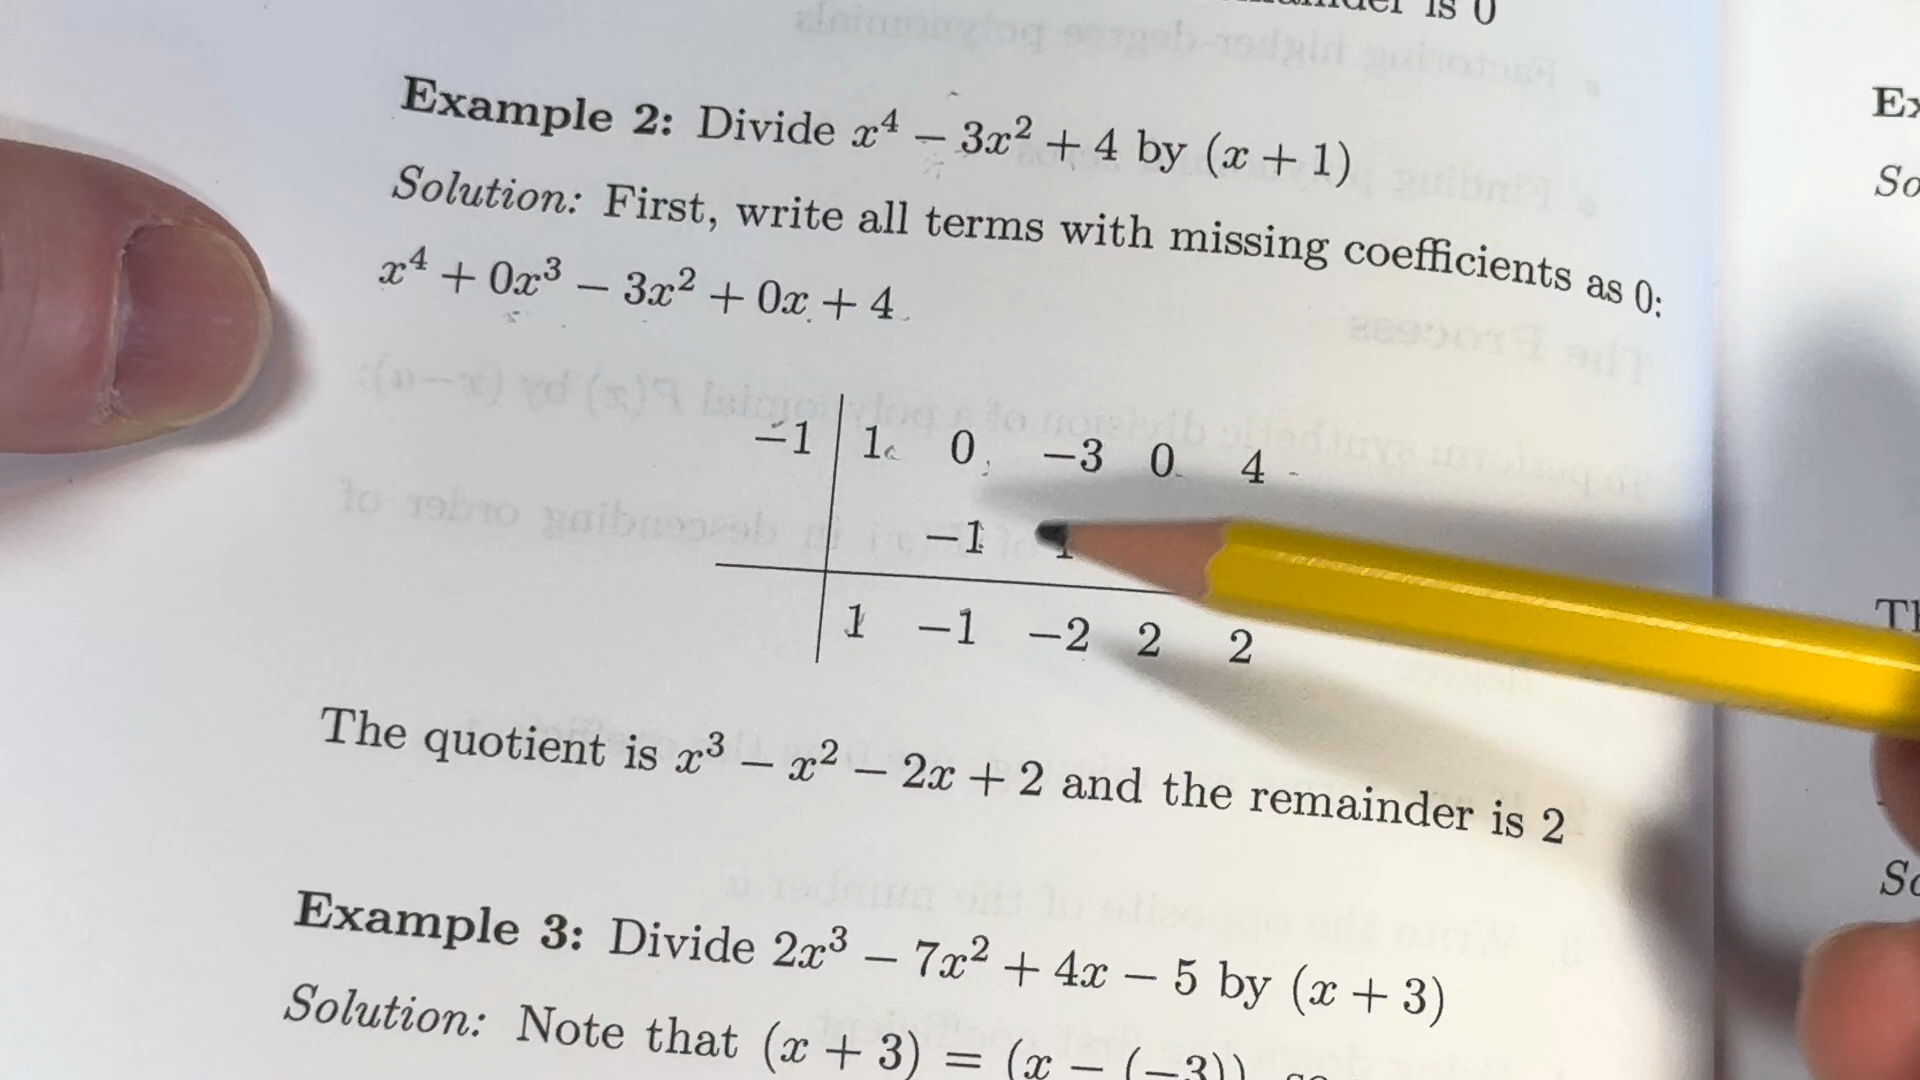 is 0
Example 2: Divide x⁴ − 3x² + 4 by (x + 1)
Solution: First, write all terms with missing coefficients as 0:
x⁴ + 0x³ − 3x² + 0x + 4
−1 | 1 0 −3 0 4
−1 1
1 −1 −2 2 2
The quotient is x³ − x² − 2x + 2 and the remainder is 2
Example 3: Divide 2x³ − 7x² + 4x − 5 by (x + 3)
Solution: Note that (x + 3) = (x − (−3)),